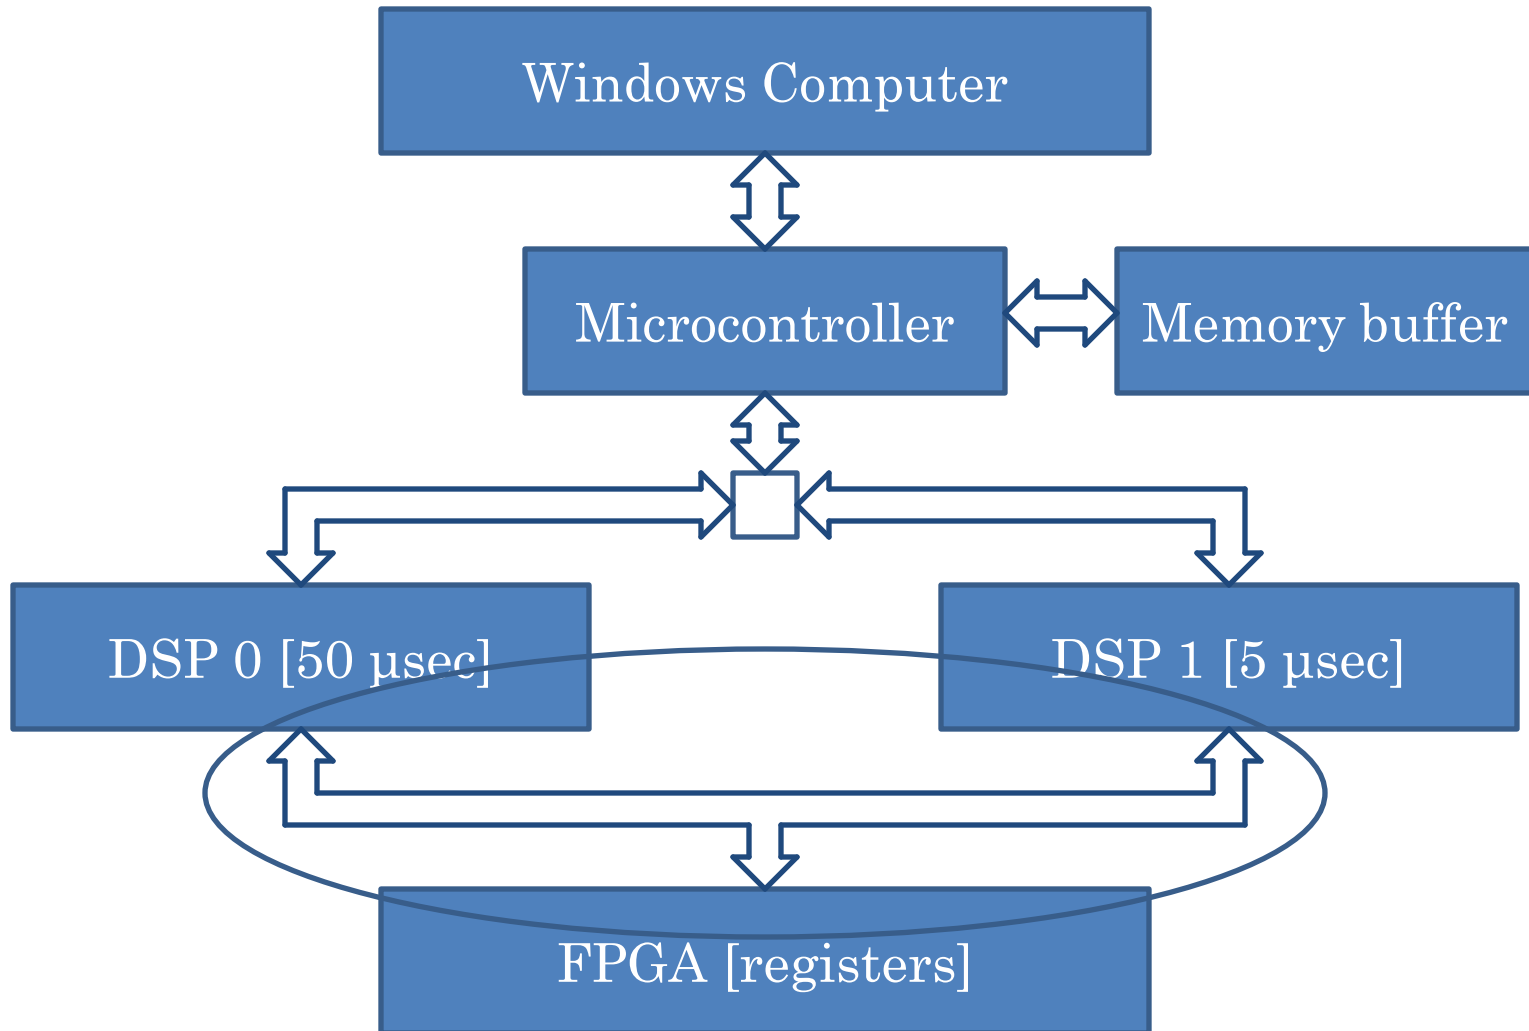 Windows Computer
Microcontroller
Memory buffer
DSP 0 [50 µsec]
DSP 1 [5 µsec]
FPGA [registers]